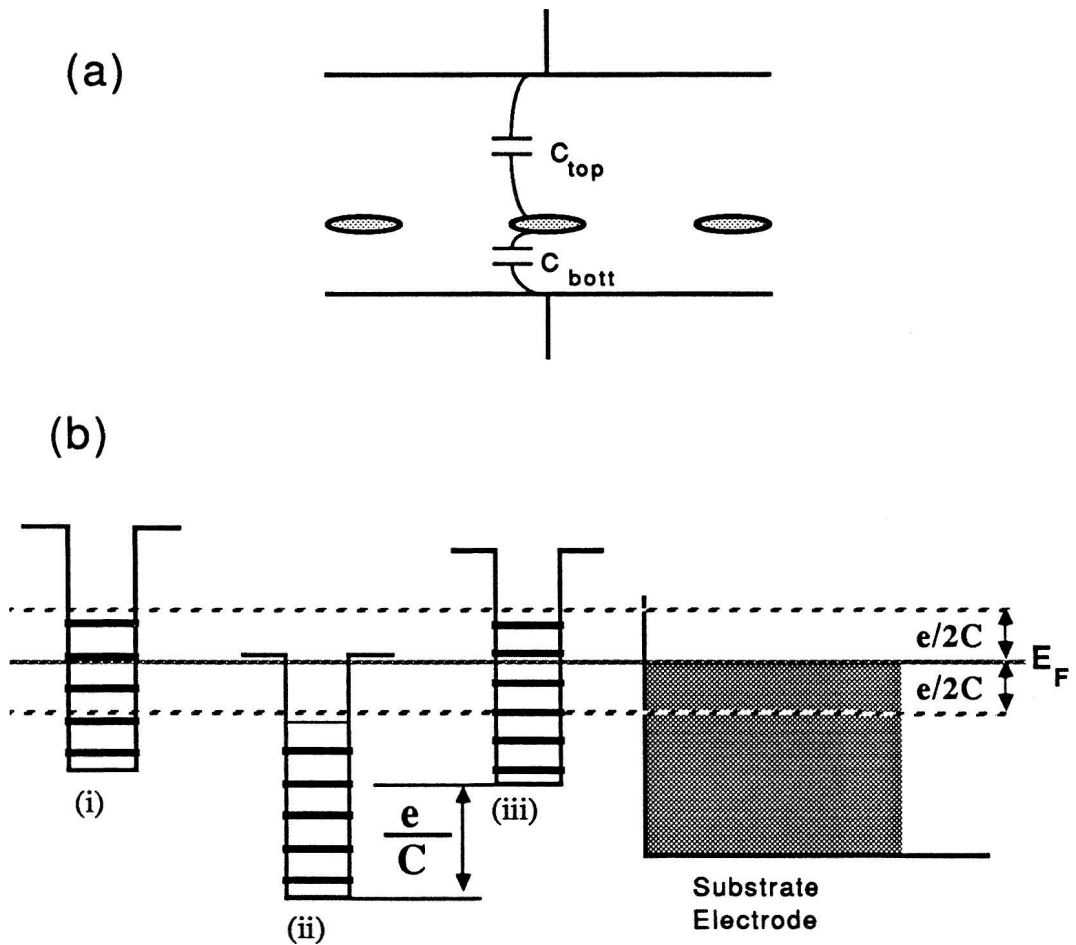 (a)
C top
C bott
(b)
e/2C
E F
e/2C
(i)
e
C
(iii)
(ii)
Substrate
Electrode